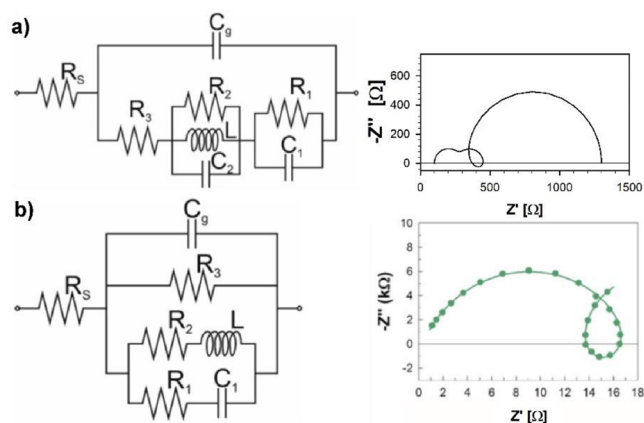 a)
Cg
RS
R3
R2
L
C2
R1
C1
-Z" [Ω]
600
400
200
0
0 500 1000 1500
Z' [Ω]
b)
Cg
R3
RS
R2
L
R1
C1
-Z" (kΩ)
10
8
6
4
2
0
-2
0 2 4 6 8 10 12 14 16 18
Z' [Ω]